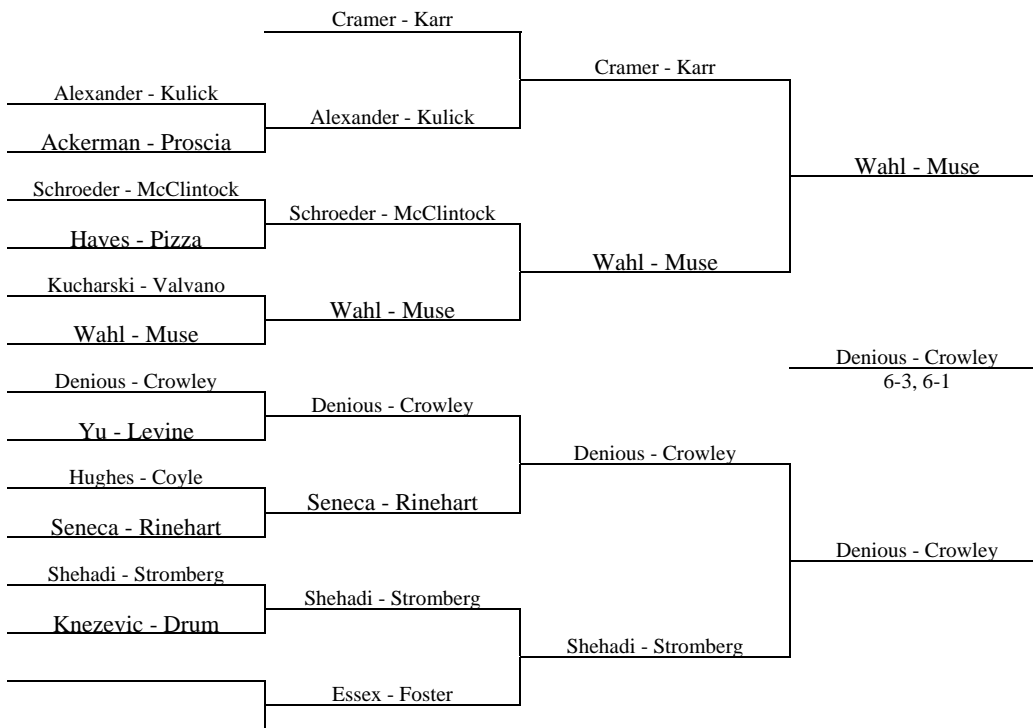 Cramer - Karr
Cramer - Karr
Alexander - Kulick
Alexander - Kulick
Ackerman - Proscia
Wahl - Muse
Schroeder - McClintock
Schroeder - McClintock
Hayes - Pizza
Wahl - Muse
Kucharski - Valvano
Wahl - Muse
Wahl - Muse
Denious - Crowley
6-3, 6-1
Denious - Crowley
Denious - Crowley
Yu - Levine
Denious - Crowley
Hughes - Coyle
Seneca - Rinehart
Seneca - Rinehart
Denious - Crowley
Shehadi - Stromberg
Shehadi - Stromberg
Knezevic - Drum
Shehadi - Stromberg
Essex - Foster